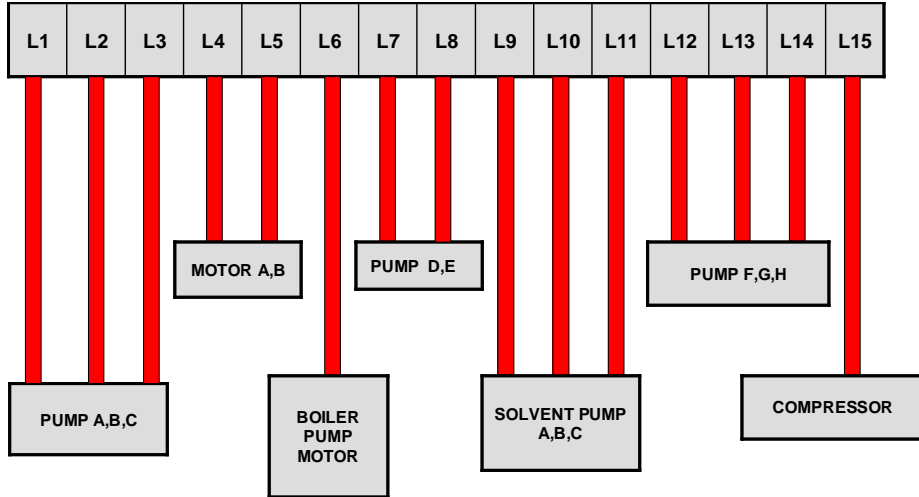 L1 L2 L3 L4 L5 L6 L7 L8 L9 L10 L11 L12 L13 L14 L15
MOTOR A,B
PUMP D,E
PUMP F,G,H
PUMP A,B,C
BOILER
PUMP
MOTOR
SOLVENT PUMP
A,B,C
COMPRESSOR